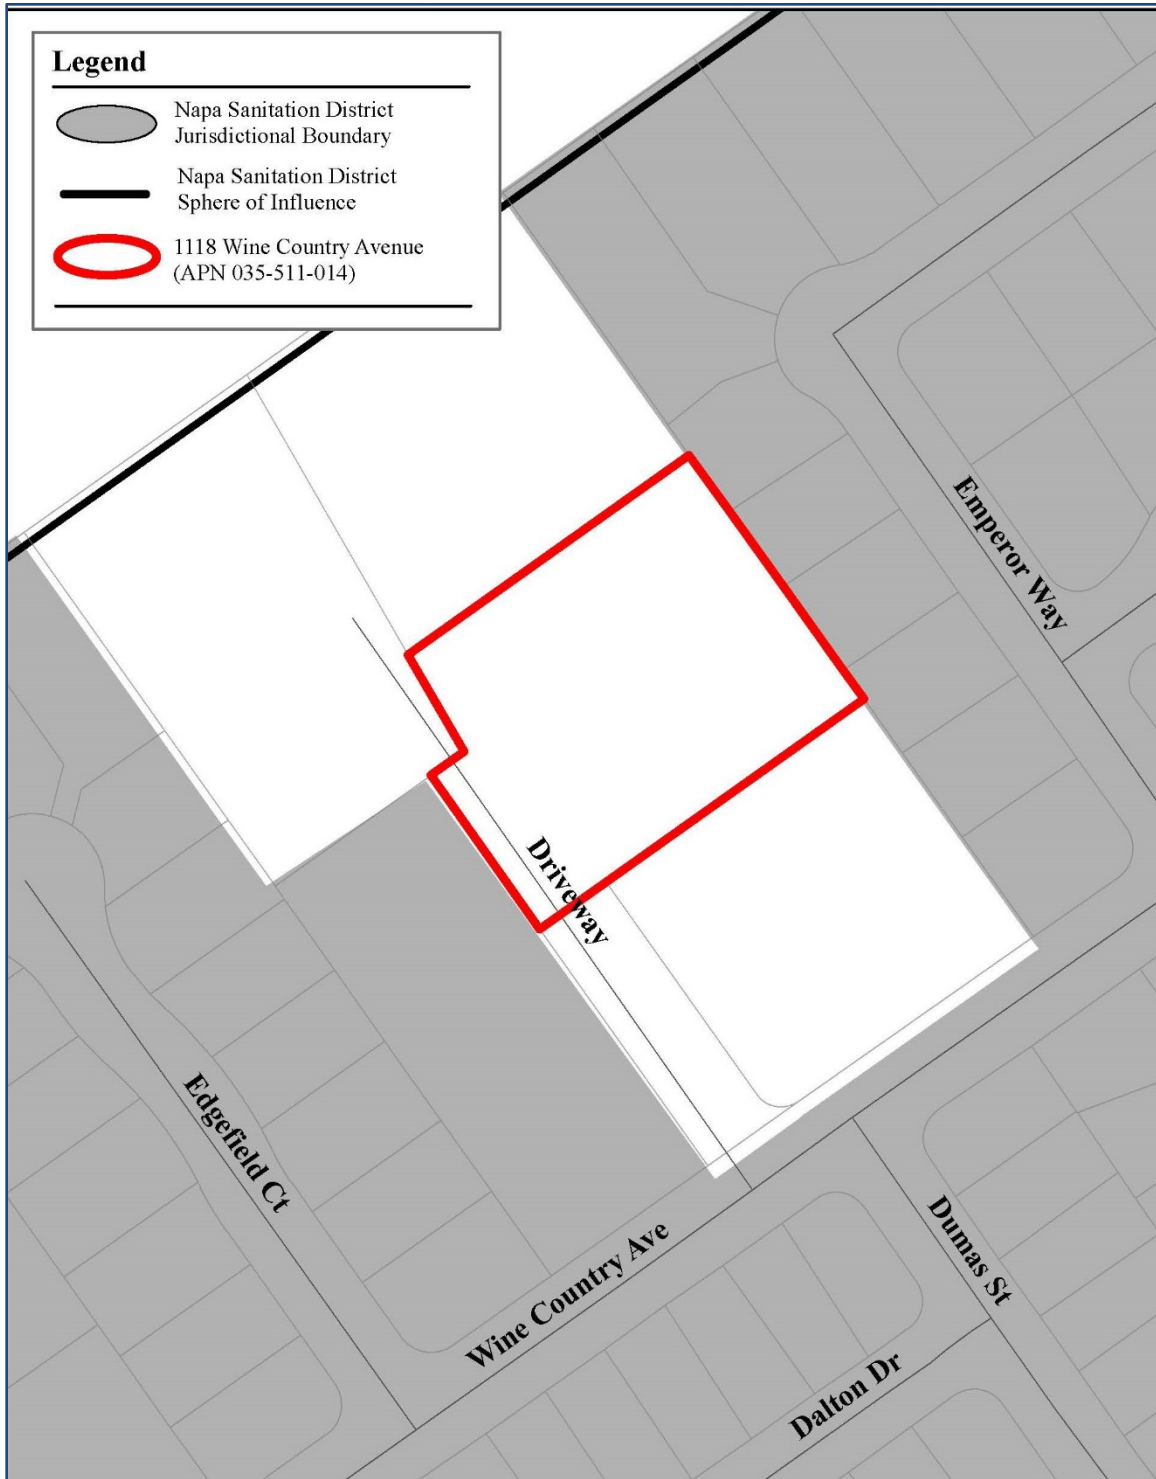 Legend
Napa Sanitation District
Jurisdictional Boundary
Napa Sanitation District
Sphere of Influence
1118 Wine Country Avenue
(APN 035-511-014)
Emperor Way
Driveway
Edgefield Ct
Wine Country Ave
Dumas St
Dalton Dr